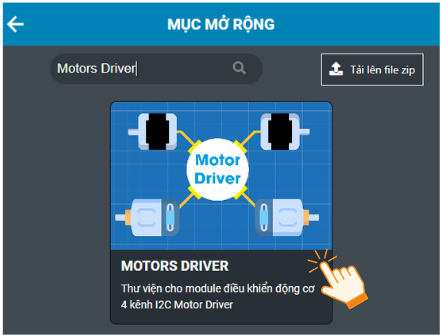 MỤC MỞ RỘNG
Motors Driver
Tải lên file zip
Motor
Driver
MOTORS DRIVER
Thư viện cho module điều khiển động cơ
4 kênh I2C Motor Driver